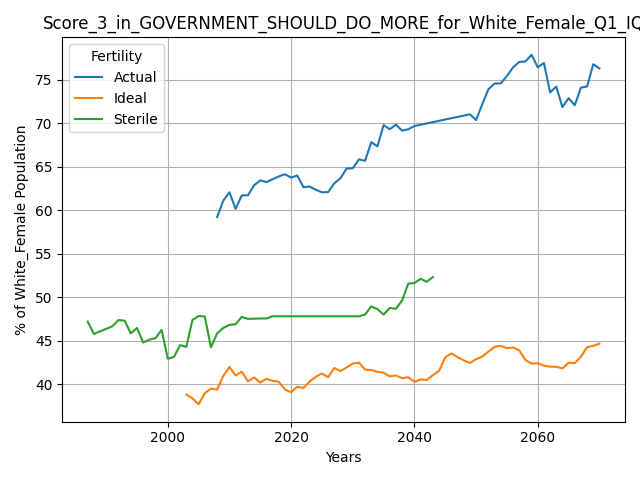 Score_3_in_GOVERNMENT_SHOULD_DO_MORE_for_White_Female_Q1_IQ
Fertility
Actual
Ideal
Sterile
% of White_Female Population
75
70
65
60
55
50
45
40
2000
2020
2040
2060
Years